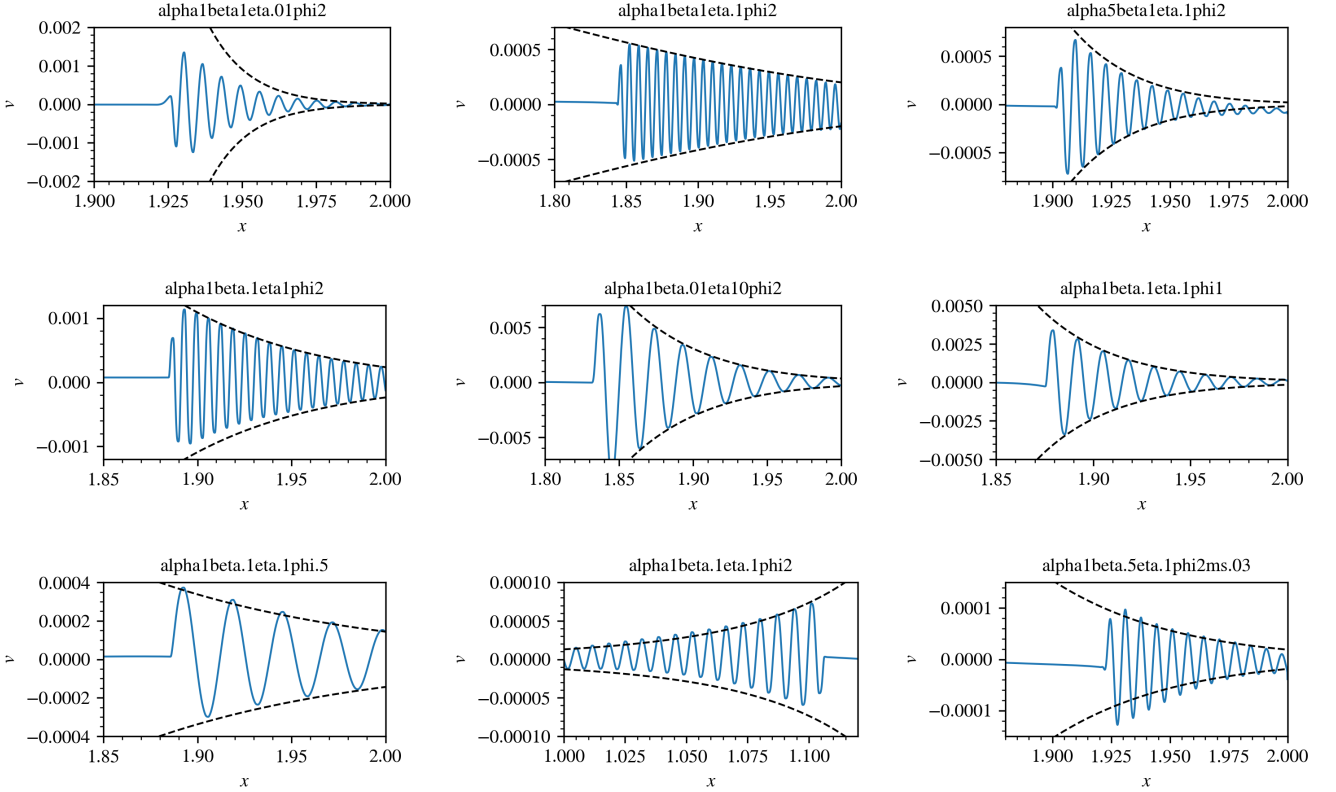 alpha1beta1eta.01phi2
0.002
0.001
0.000
−0.001
−0.002
v
1.900 1.925 1.950 1.975 2.000
x
alpha1beta1eta.1phi2
0.0005
0.0000
−0.0005
v
1.80 1.85 1.90 1.95 2.00
x
alpha5beta1eta.1phi2
0.0005
0.0000
−0.0005
v
1.900 1.925 1.950 1.975 2.000
x
alpha1beta.1eta1phi2
0.001
0.000
−0.001
v
1.85 1.90 1.95 2.00
x
alpha1beta.01eta10phi2
0.005
0.000
−0.005
v
1.80 1.85 1.90 1.95 2.00
x
alpha1beta.1eta.1phi1
0.0050
0.0025
0.0000
−0.0025
−0.0050
v
1.85 1.90 1.95 2.00
x
alpha1beta.1eta.1phi.5
0.0004
0.0002
0.0000
−0.0002
−0.0004
v
1.85 1.90 1.95 2.00
x
alpha1beta.1eta.1phi2
0.00010
0.00005
0.00000
−0.00005
−0.00010
v
1.000 1.025 1.050 1.075 1.100
x
alpha1beta.5eta.1phi2ms.03
0.0001
0.0000
−0.0001
v
1.900 1.925 1.950 1.975 2.000
x